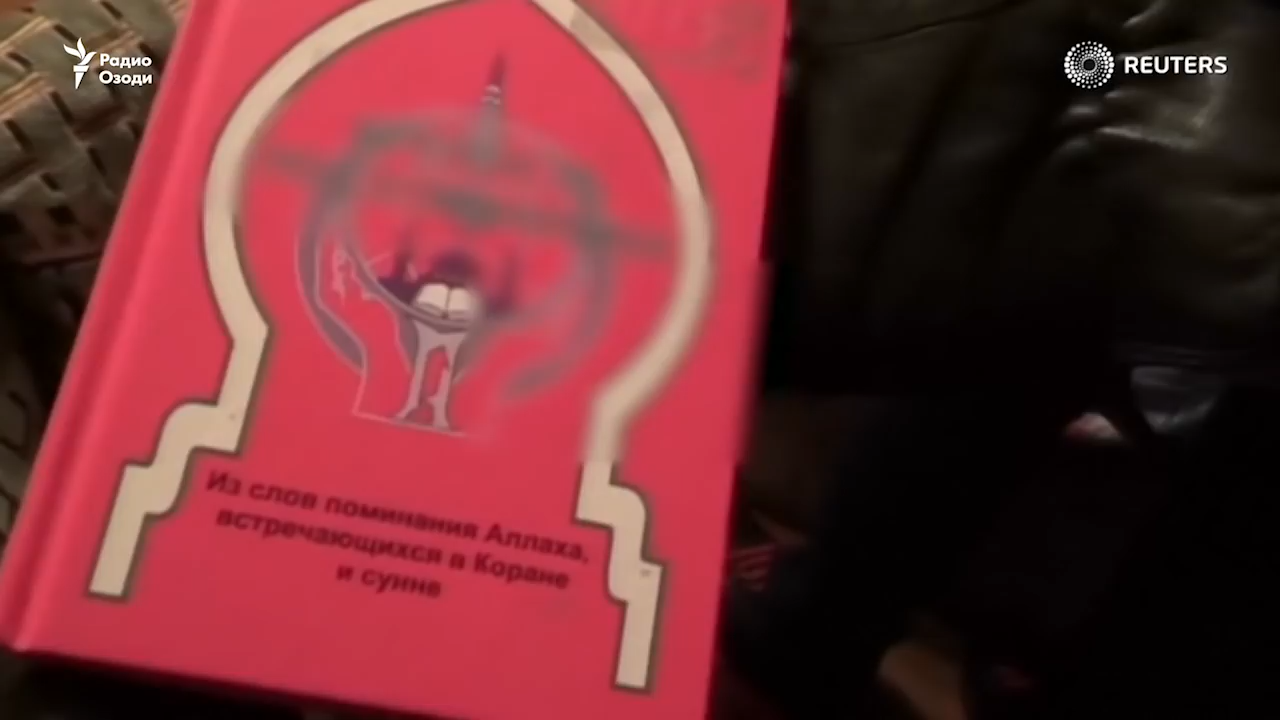 Радио
Озоди
REUTERS
Из слов поминания Аллаха,
встречающихся в Коране
и сунне